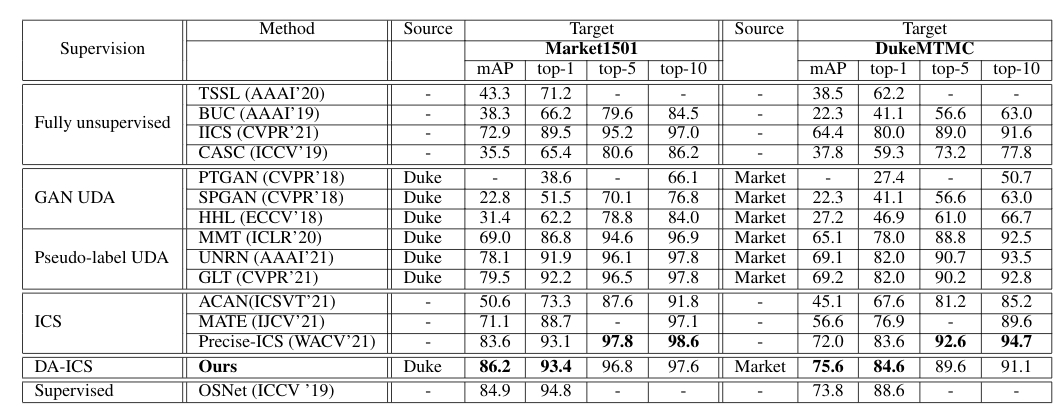 Supervision Method Source Target Source Target
Market1501 DukeMTMC
mAP top-1 top-5 top-10 mAP top-1 top-5 top-10
Fully unsupervised TSSL (AAAI'20) - 43.3 71.2 - - - 38.5 62.2 - -
BUC (AAAI'19) - 38.3 66.2 79.6 84.5 - 22.3 41.1 56.6 63.0
IICS (CVPR'21) - 72.9 89.5 95.2 97.0 - 64.4 80.0 89.0 91.6
CASC (ICCV'19) - 35.5 65.4 80.6 86.2 - 37.8 59.3 73.2 77.8
GAN UDA PTGAN (CVPR'18) Duke - 38.6 - 66.1 Market - 27.4 - 50.7
SPGAN (CVPR'18) Duke 22.8 51.5 70.1 76.8 Market 22.3 41.1 56.6 63.0
HHL (ECCV'18) Duke 31.4 62.2 78.8 84.0 Market 27.2 46.9 61.0 66.7
Pseudo-label UDA MMT (ICLR'20) Duke 69.0 86.8 94.6 96.9 Market 65.1 78.0 88.8 92.5
UNRN (AAAI'21) Duke 78.1 91.9 96.1 97.8 Market 69.1 82.0 90.7 93.5
GLT (CVPR'21) Duke 79.5 92.2 96.5 97.8 Market 69.2 82.0 90.2 92.8
ICS ACAN(ICSVT'21) - 50.6 73.3 87.6 91.8 - 45.1 67.6 81.2 85.2
MATE (IJCV'21) - 71.1 88.7 - 97.1 - 56.6 76.9 - 89.6
Precise-ICS (WACV'21) - 83.6 93.1 97.8 98.6 - 72.0 83.6 92.6 94.7
DA-ICS Ours Duke 86.2 93.4 96.8 97.6 Market 75.6 84.6 89.6 91.1
Supervised OSNet (ICCV '19) - 84.9 94.8 - - - 73.8 88.6 - -